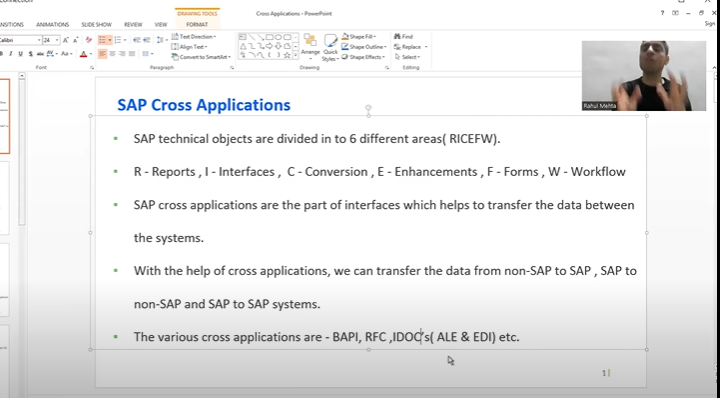 Cross-Applications - PowerPoint
DRAWING TOOLS
ANIMATIONS
SLIDE SHOW
REVIEW
VIEW
FORMAT
Sign
24
Text Direction
Align Text
Convert to SmartArt
Arrange
Quick
Styles
Shape Fill
Shape Outline
Shape Effects
Find
Replace
Select
Font
Paragraph
Drawing
Editing
Rahul Mehta
SAP Cross Applications
SAP technical objects are divided in to 6 different areas( RICEFW).
R - Reports , I - Interfaces , C - Conversion , E - Enhancements , F - Forms , W - Workflow
SAP cross applications are the part of interfaces which helps to transfer the data between
the systems.
With the help of cross applications, we can transfer the data from non-SAP to SAP , SAP to
non-SAP and SAP to SAP systems.
The various cross applications are - BAPI, RFC ,IDOC's( ALE & EDI) etc.
1